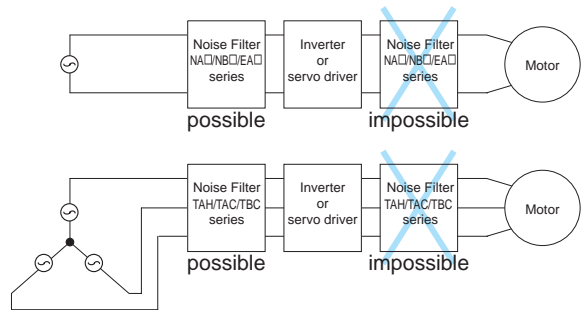 Noise Filter
NA□/NB□/EA□
series
Inverter
or
servo driver
Noise Filter
NA□/NB□/EA□
series
Motor
possible
impossible
Noise Filter
TAH/TAC/TBC
series
Inverter
or
servo driver
Noise Filter
TAH/TAC/TBC
series
Motor
possible
impossible